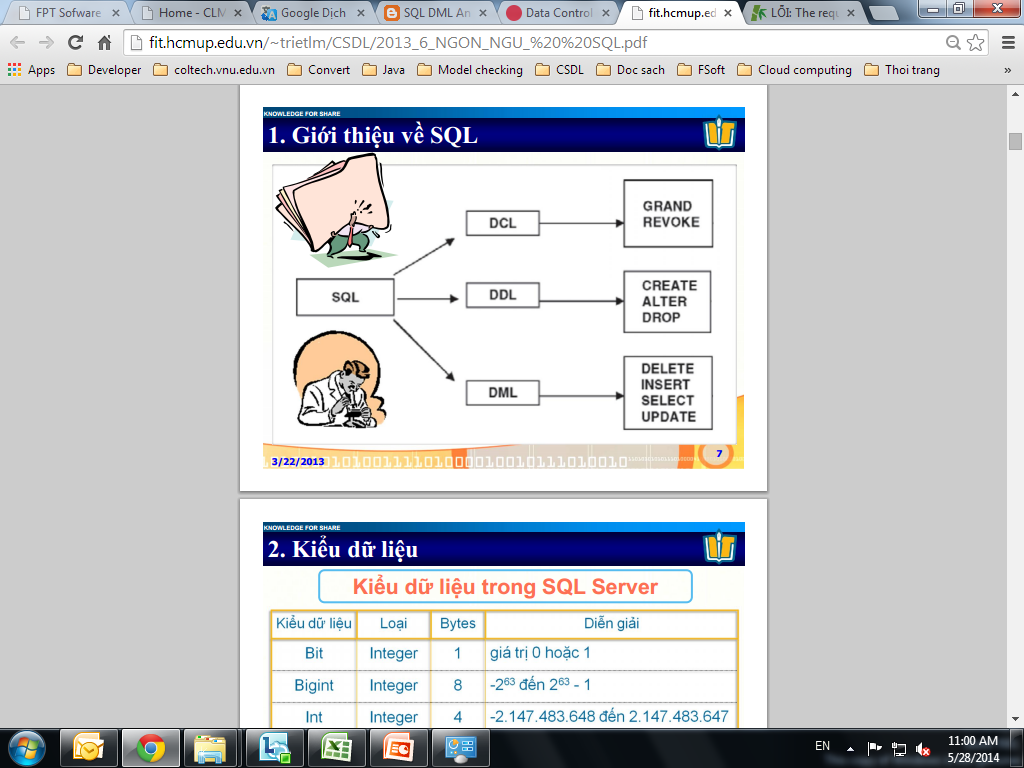 FPT Sofware
Home - CLM
Google Dịch
SQL DML An
Data Control
fit.hcmup.ed
LỖI: The requ
fit.hcmup.edu.vn/~trietlm/CSDL/2013_6_NGON_NGU_%20%20SQL.pdf
Apps
Developer
coltech.vnu.edu.vn
Convert
Java
Model checking
CSDL
Doc sach
FSoft
Cloud computing
Thoi trang
»
KNOWLEDGE FOR SHARE
1. Giới thiệu về SQL
SQL
DCL
GRAND
REVOKE
DDL
CREATE
ALTER
DROP
DML
DELETE
INSERT
SELECT
UPDATE
3/22/2013
7
KNOWLEDGE FOR SHARE
2. Kiểu dữ liệu
Kiểu dữ liệu trong SQL Server
Kiểu dữ liệu Loại Bytes Diễn giải
Bit Integer 1 giá trị 0 hoặc 1
Bigint Integer 8 -2⁶³ đến 2⁶³ - 1
Int Integer 4 -2.147.483.648 đến 2.147.483.647
EN
11:00 AM
5/28/2014